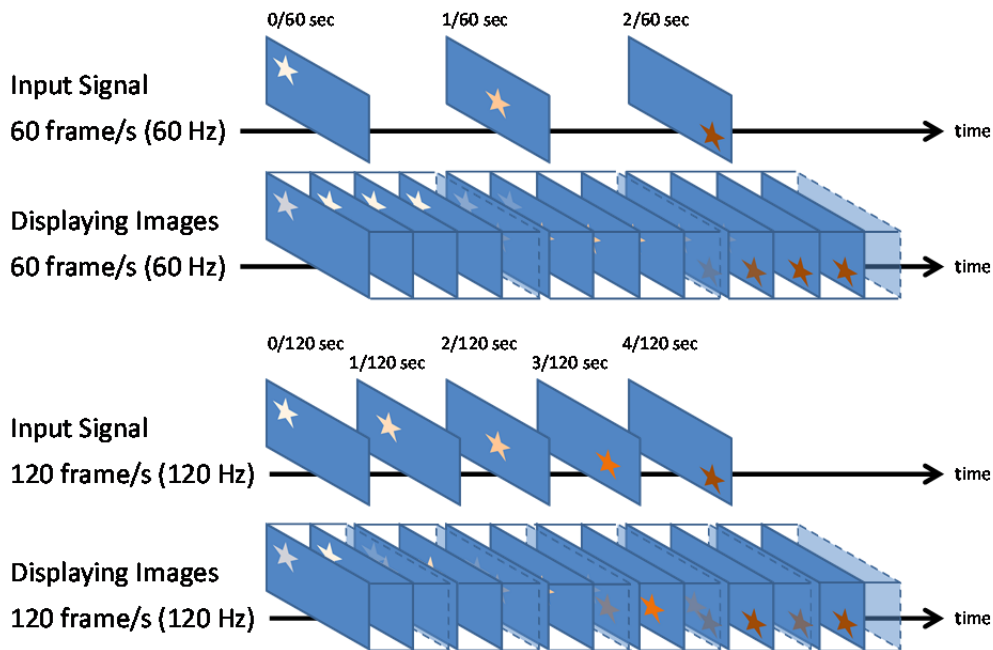 0/60 sec
1/60 sec
2/60 sec
Input Signal
60 frame/s (60 Hz)
time
Displaying Images
60 frame/s (60 Hz)
time
0/120 sec
2/120 sec
4/120 sec
1/120 sec
3/120 sec
Input Signal
120 frame/s (120 Hz)
time
Displaying Images
120 frame/s (120 Hz)
time